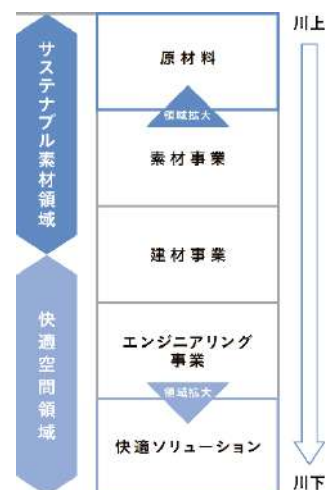 川上
サステナブル素材領域
原材料
領域拡大
素材事業
建材事業
快適空間領域
エンジニアリング
事業
領域拡大
快適ソリューション
川下